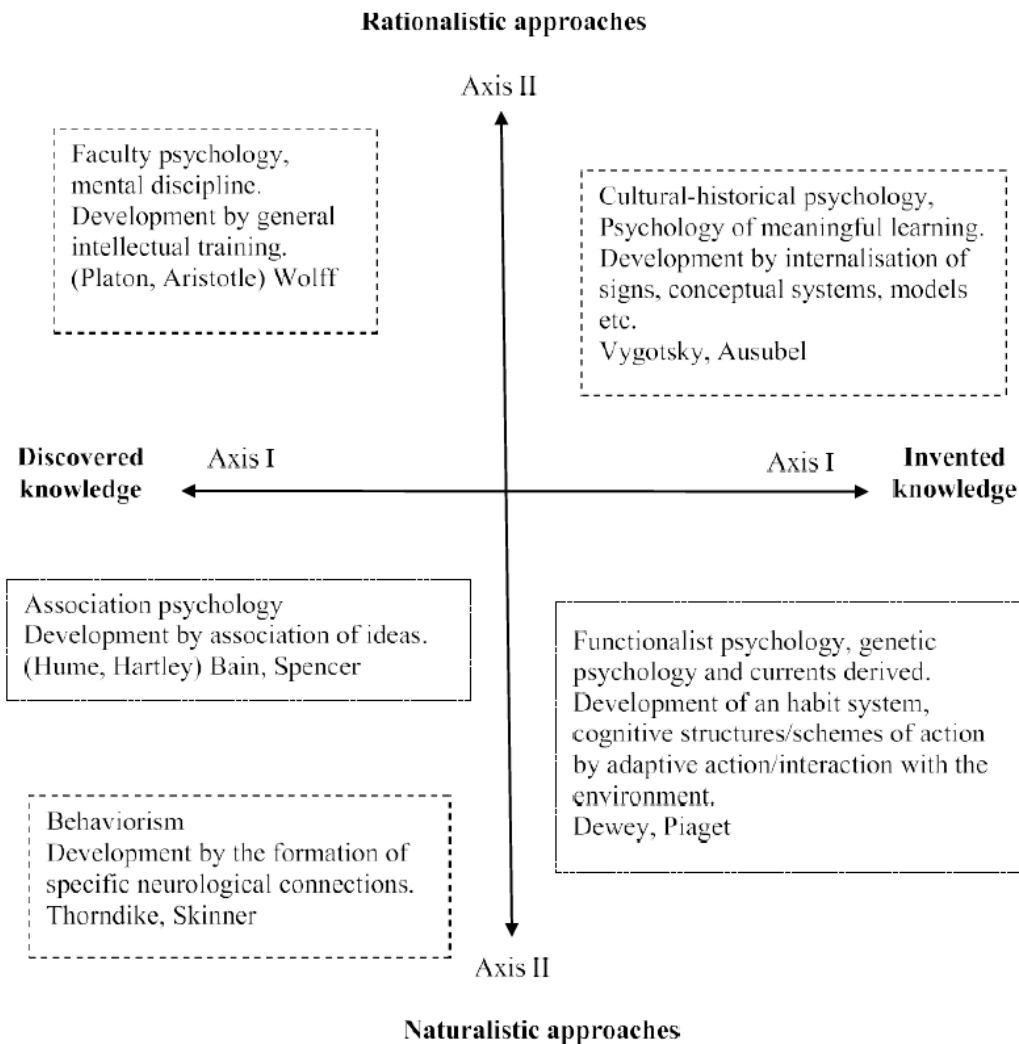 Rationalistic approaches
Axis II
Faculty psychology,
mental discipline.
Development by general
intellectual training.
(Platon, Aristotle) Wolff
Cultural-historical psychology,
Psychology of meaningful learning.
Development by internalisation of
signs, conceptual systems, models
etc.
Vygotsky, Ausubel
Discovered
knowledge
Axis I
Axis I
Invented
knowledge
Association psychology
Development by association of ideas.
(Hume, Hartley) Bain, Spencer
Functionalist psychology, genetic
psychology and currents derived.
Development of an habit system,
cognitive structures/schemes of action
by adaptive action/interaction with the
environment.
Dewey, Piaget
Behaviorism
Development by the formation of
specific neurological connections.
Thorndike, Skinner
Axis II
Naturalistic approaches